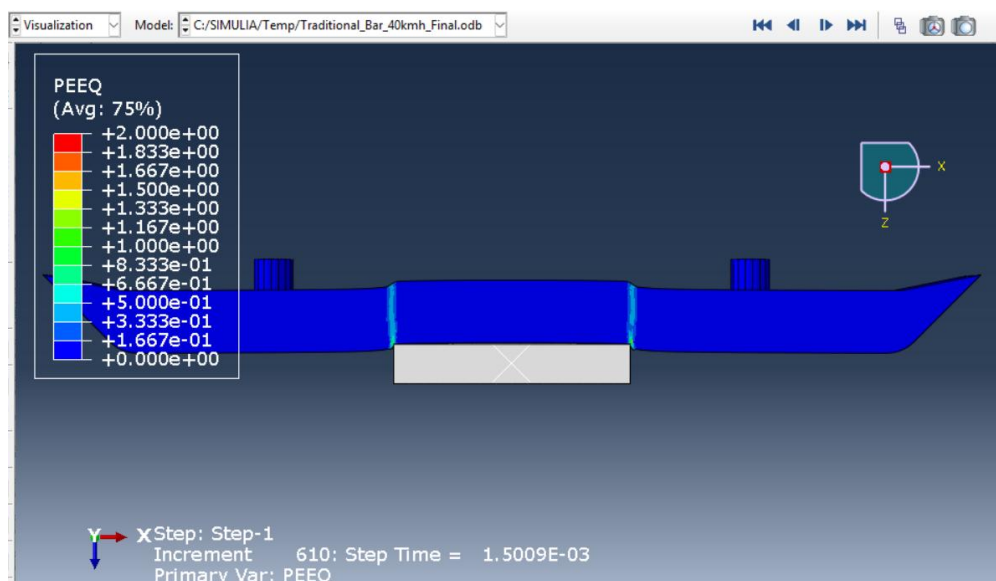 Visualization Model: C:/SIMULIA/Temp/Traditional_Bar_40kmh_Final.odb
PEEQ
(Avg: 75%)
+2.000e+00
+1.833e+00
+1.667e+00
+1.500e+00
+1.333e+00
+1.167e+00
+1.000e+00
+8.333e-01
+6.667e-01
+5.000e-01
+3.333e-01
+1.667e-01
+0.000e+00
X
Z
Y X
Step: Step-1
Increment 610: Step Time = 1.5009E-03
Primary Var: PEEQ